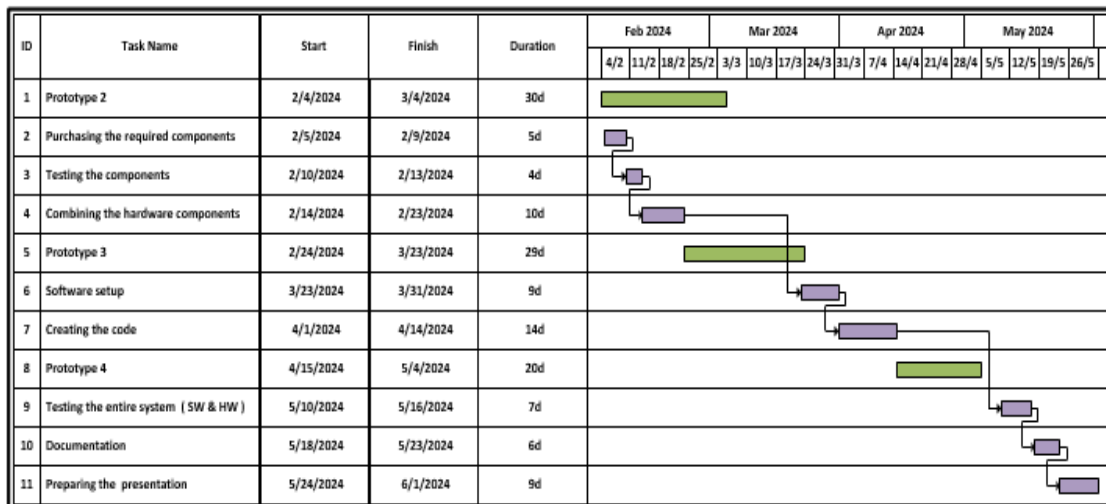 ID Task Name Start Finish Duration Feb 2024 Mar 2024 Apr 2024 May 2024
4/2 11/2 18/2 25/2 3/3 10/3 17/3 24/3 31/3 7/4 14/4 21/4 28/4 5/5 12/5 19/5 26/5
1 Prototype 2 2/4/2024 3/4/2024 30d
2 Purchasing the required components 2/5/2024 2/9/2024 5d
3 Testing the components 2/10/2024 2/13/2024 4d
4 Combining the hardware components 2/14/2024 2/23/2024 10d
5 Prototype 3 2/24/2024 3/23/2024 29d
6 Software setup 3/23/2024 3/31/2024 9d
7 Creating the code 4/1/2024 4/14/2024 14d
8 Prototype 4 4/15/2024 5/4/2024 20d
9 Testing the entire system ( SW & HW ) 5/10/2024 5/16/2024 7d
10 Documentation 5/18/2024 5/23/2024 6d
11 Preparing the presentation 5/24/2024 6/1/2024 9d